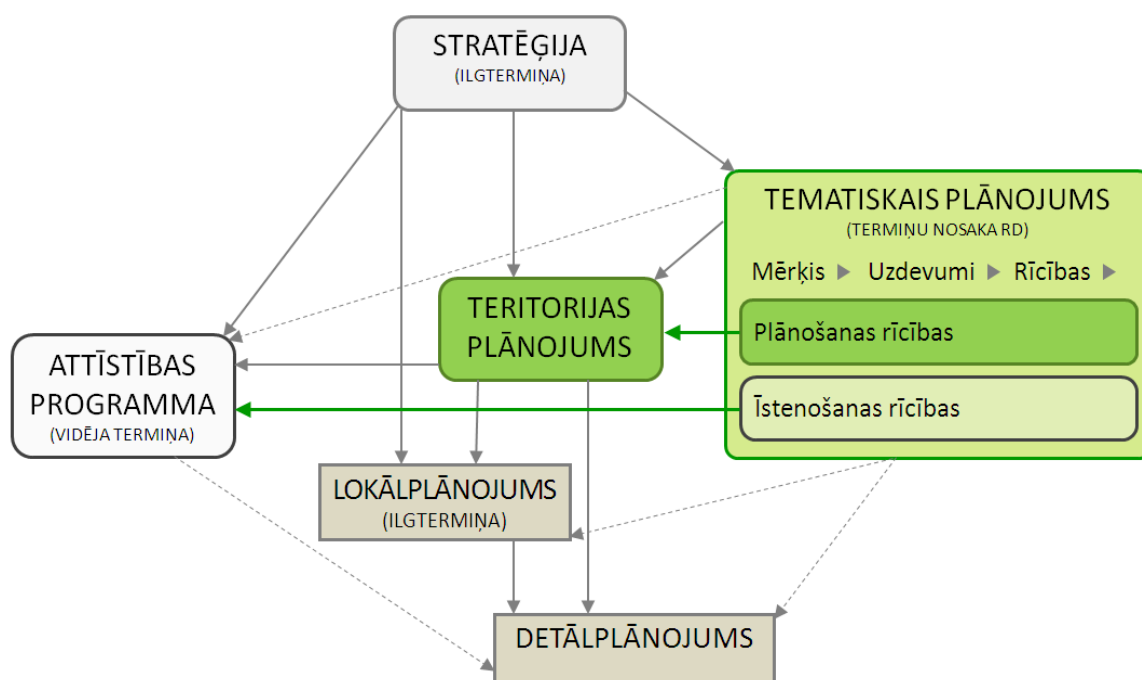 STRATĒĢIJA
(ILGTERMIŅA)
TEMATISKAIS PLĀNOJUMS
(TERMIŅU NOSAKA RD)
Mērķis Uzdevumi Rīcības
Plānošanas rīcības
Īstenošanas rīcības
TERITORIJAS
PLĀNOJUMS
ATTĪSTĪBAS
PROGRAMMA
(VIDĒJA TERMIŅA)
LOKĀLPLĀNOJUMS
(ILGTERMIŅA)
DETĀLPLĀNOJUMS